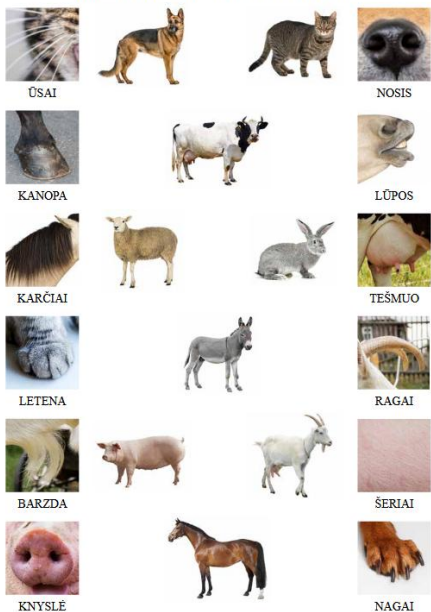 ŪSAI
NOSIS
KANOPA
LŪPOS
KARČIAI
TEŠMUO
LETENA
RAGAI
BARZDA
ŠERIAI
KNYSLĖ
NAGAI